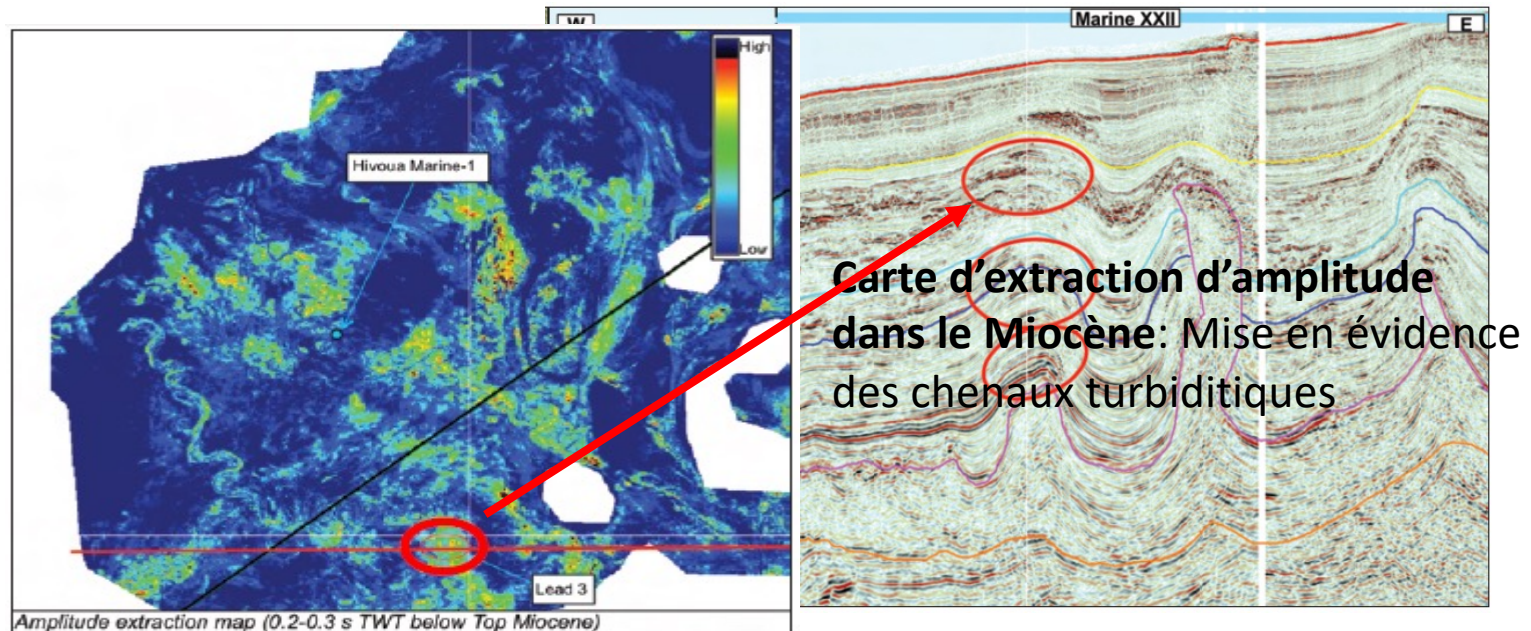 W
Marine XXII
E
High
Low
Hivoua Marine-1
Carte d’extraction d’amplitude
dans le Miocène: Mise en évidence
des chenaux turbiditiques
Lead 3
Amplitude extraction map (0.2-0.3 s TWT below Top Miocene)